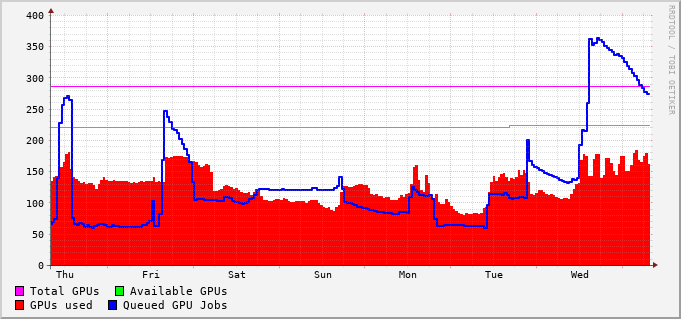 400
350
300
250
200
150
100
50
0
Thu Fri Sat Sun Mon Tue Wed
RRDTOOL / TOBI OETIKER
Total GPUs Available GPUs
GPUs used Queued GPU Jobs